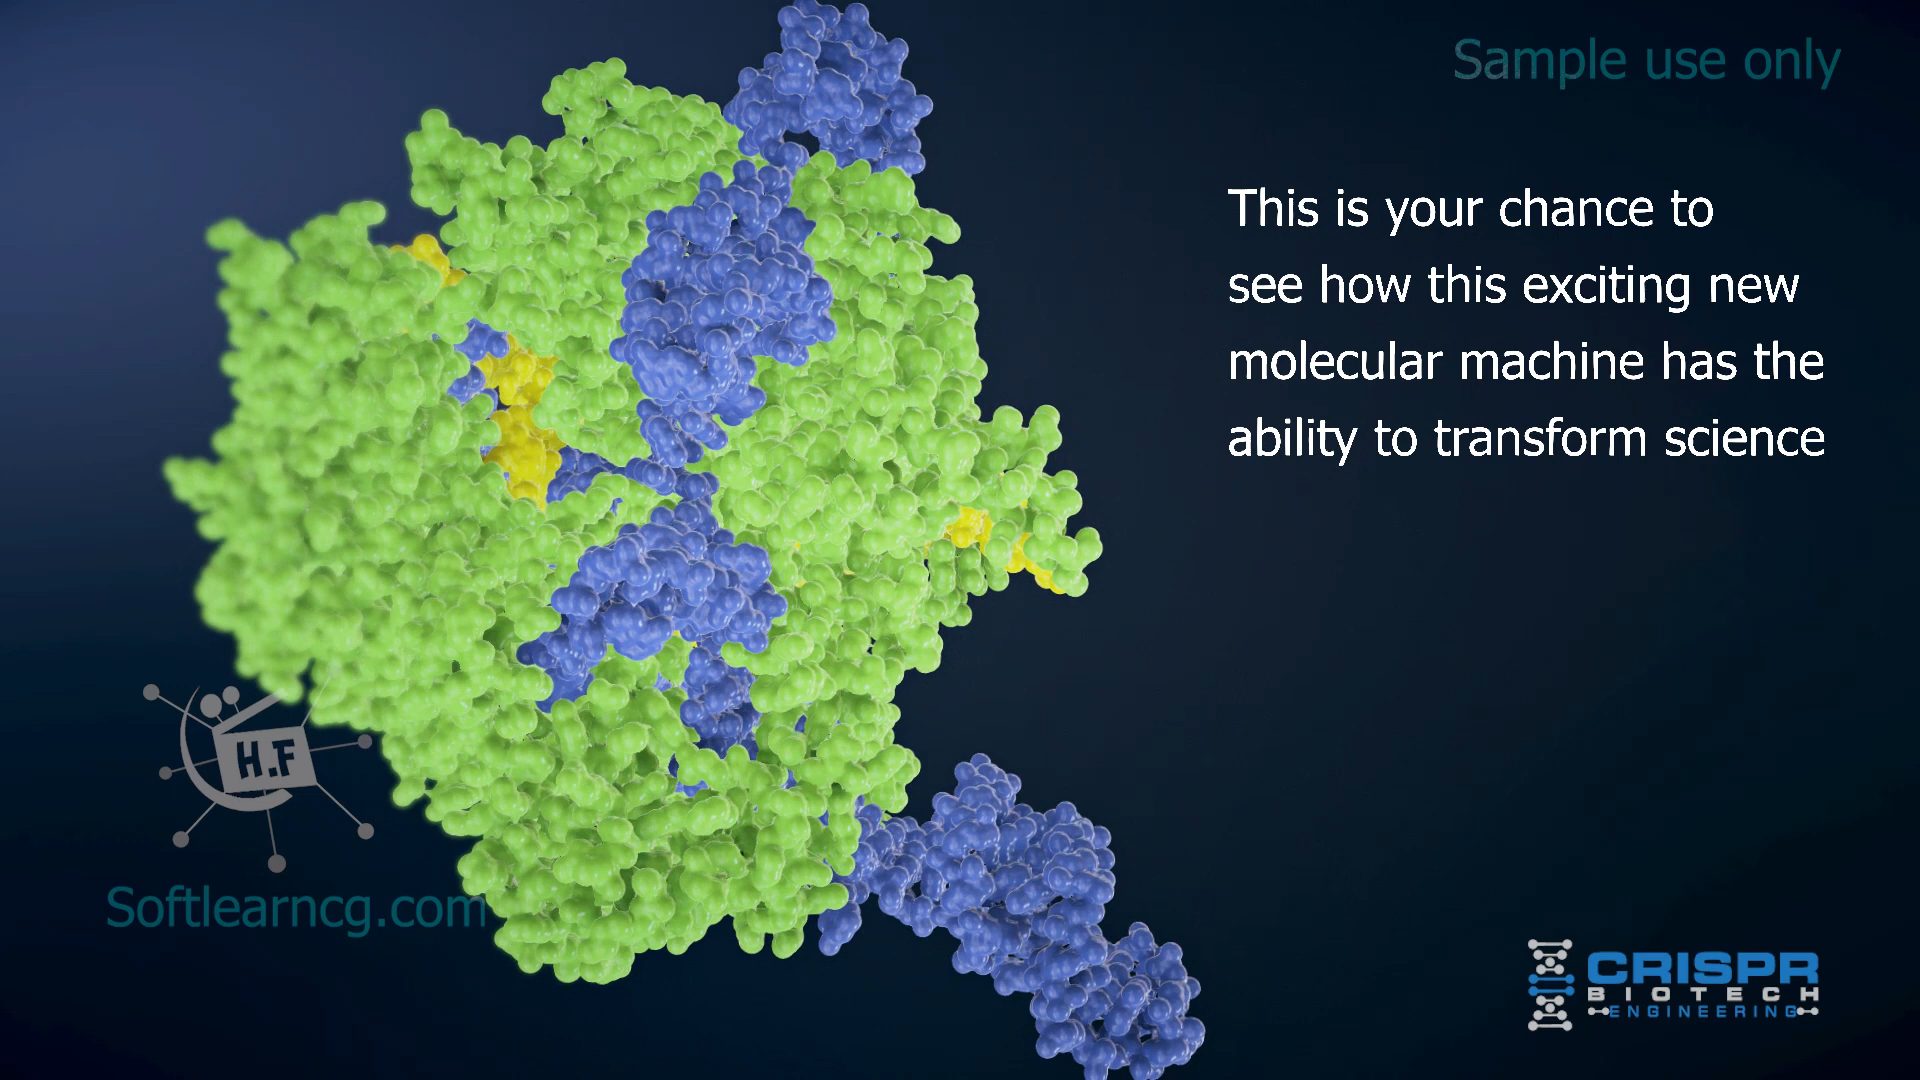 Sample use only
This is your chance to
see how this exciting new
molecular machine has the
ability to transform science
H.F
Softlearncg.com
CRISPR
BIOTECH
ENGINEERING